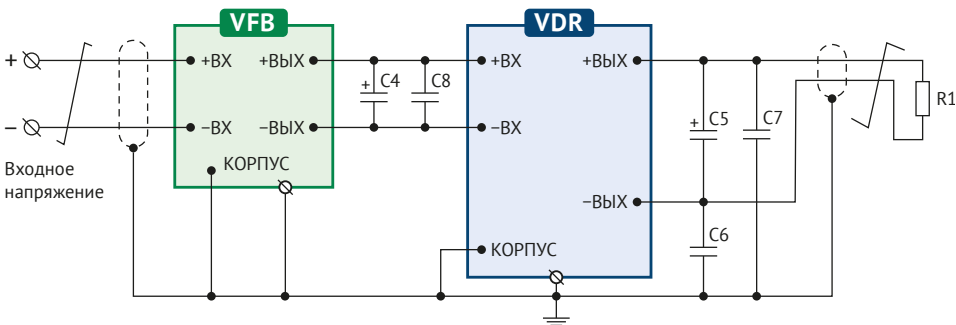 VFB
VDR
+
+ВХ
+ВЫХ
+
C4
C8
+ВХ
+ВЫХ
R1
−
−ВХ
−ВЫХ
−ВХ
+
C5
C7
Входное
напряжение
КОРПУС
−ВЫХ
C6
КОРПУС